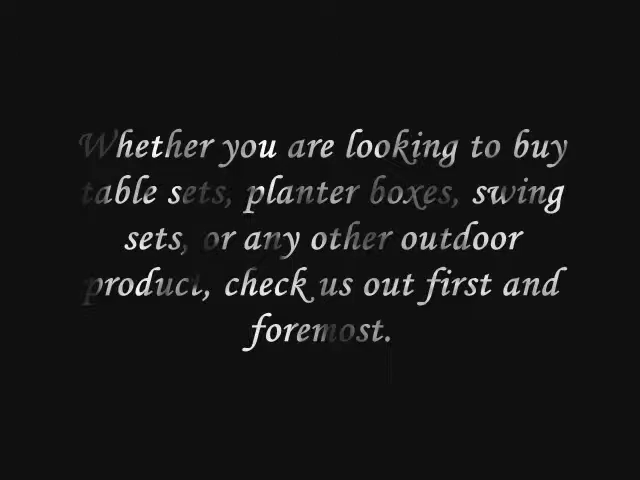 Whether you are looking to buy
table sets, planter boxes, swing
sets, or any other outdoor
product, check us out first and
foremost.